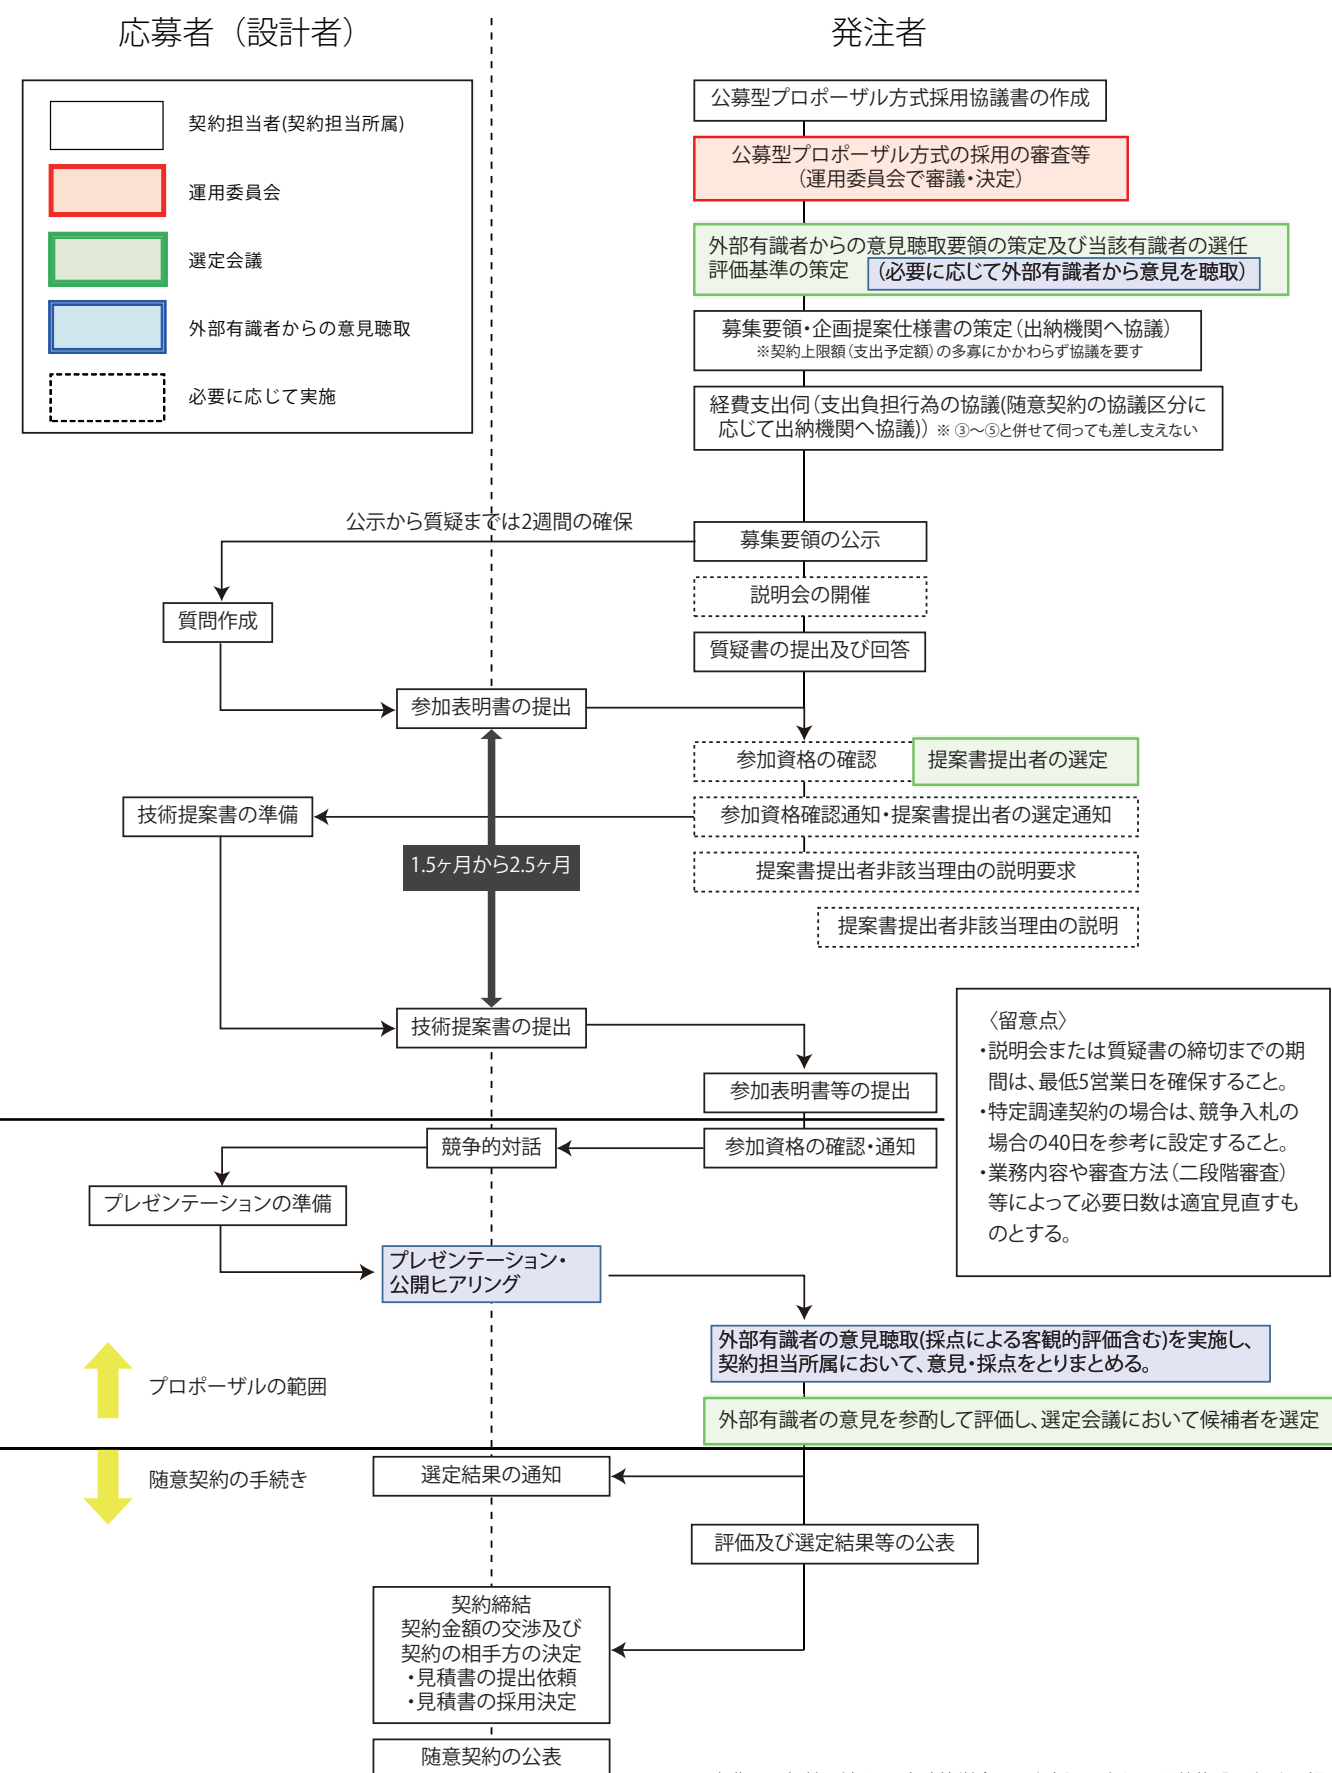 応募者（設計者）
発注者
契約担当者(契約担当所属)
運用委員会
選定会議
外部有識者からの意見聴取
必要に応じて実施
公募型プロポーザル方式採用協議書の作成
公募型プロポーザル方式の採用の審査等
（運用委員会で審議・決定）
外部有識者からの意見聴取要領の策定及び当該有識者の選任
評価基準の策定 （必要に応じて外部有識者から意見を聴取）
募集要領・企画提案仕様書の策定（出納機関へ協議）
※契約上限額（支出予定額）の多寡にかかわらず協議を要す
経費支出伺（支出負担行為の協議(随意契約の協議区分に
応じて出納機関へ協議)） ※ ③～⑤と併せて伺っても差し支えない
公示から質疑までは2週間の確保
募集要領の公示
説明会の開催
質問作成
質疑書の提出及び回答
参加表明書の提出
参加資格の確認
提案書提出者の選定
技術提案書の準備
参加資格確認通知・提案書提出者の選定通知
1.5ヶ月から2.5ヶ月
提案書提出者非該当理由の説明要求
提案書提出者非該当理由の説明
技術提案書の提出
参加表明書等の提出
〈留意点〉
・説明会または質疑書の締切までの期
間は、最低5営業日を確保すること。
・特定調達契約の場合は、競争入札の
場合の40日を参考に設定すること。
・業務内容や審査方法（二段階審査）
等によって必要日数は適宜見直すも
のとする。
競争的対話
参加資格の確認・通知
プレゼンテーションの準備
プレゼンテーション・
公開ヒアリング
外部有識者の意見聴取(採点による客観的評価含む)を実施し、
契約担当所属において、意見・採点をとりまとめる。
プロポーザルの範囲
外部有識者の意見を参酌して評価し、選定会議において候補者を選定
随意契約の手続き
選定結果の通知
評価及び選定結果等の公表
契約締結
契約金額の交渉及び
契約の相手方の決定
・見積書の提出依頼
・見積書の採用決定
随意契約の公表